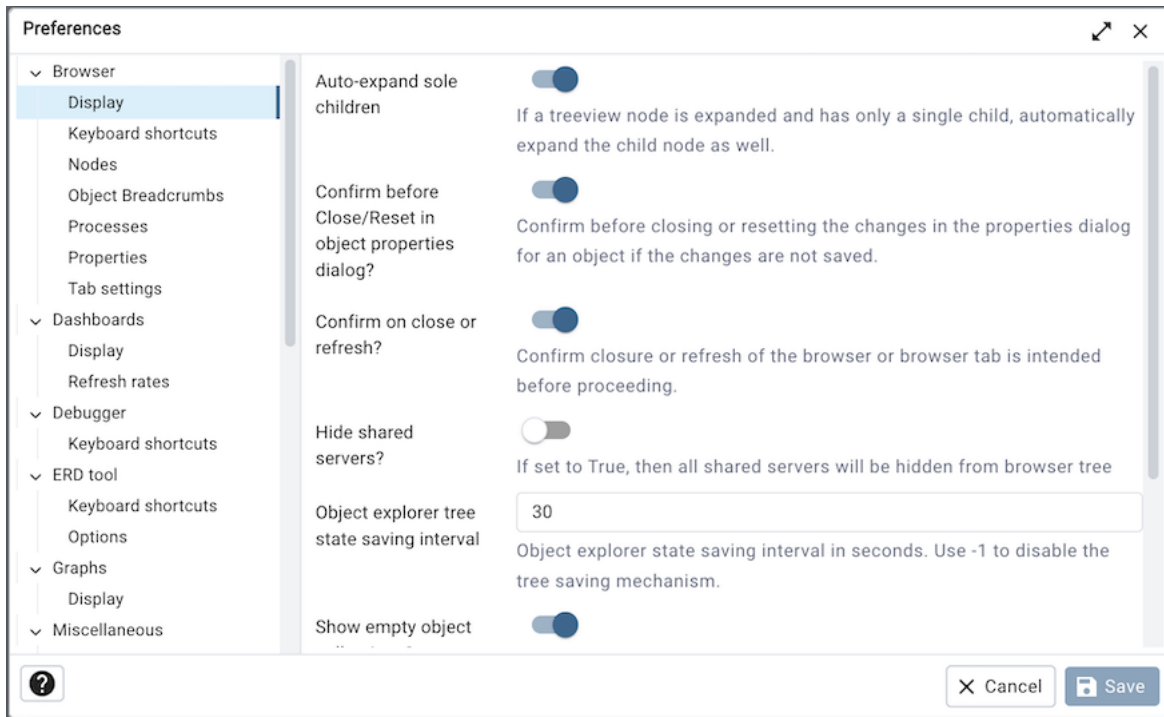 Preferences
Browser
Display
Keyboard shortcuts
Nodes
Object Breadcrumbs
Processes
Properties
Tab settings
Dashboards
Display
Refresh rates
Debugger
Keyboard shortcuts
ERD tool
Keyboard shortcuts
Options
Graphs
Display
Miscellaneous
Auto-expand sole
children
If a treeview node is expanded and has only a single child, automatically
expand the child node as well.
Confirm before
Close/Reset in
object properties
dialog?
Confirm before closing or resetting the changes in the properties dialog
for an object if the changes are not saved.
Confirm on close or
refresh?
Confirm closure or refresh of the browser or browser tab is intended
before proceeding.
Hide shared
servers?
If set to True, then all shared servers will be hidden from browser tree
Object explorer tree
state saving interval
30
Object explorer state saving interval in seconds. Use -1 to disable the
tree saving mechanism.
Show empty object
?
Cancel
Save